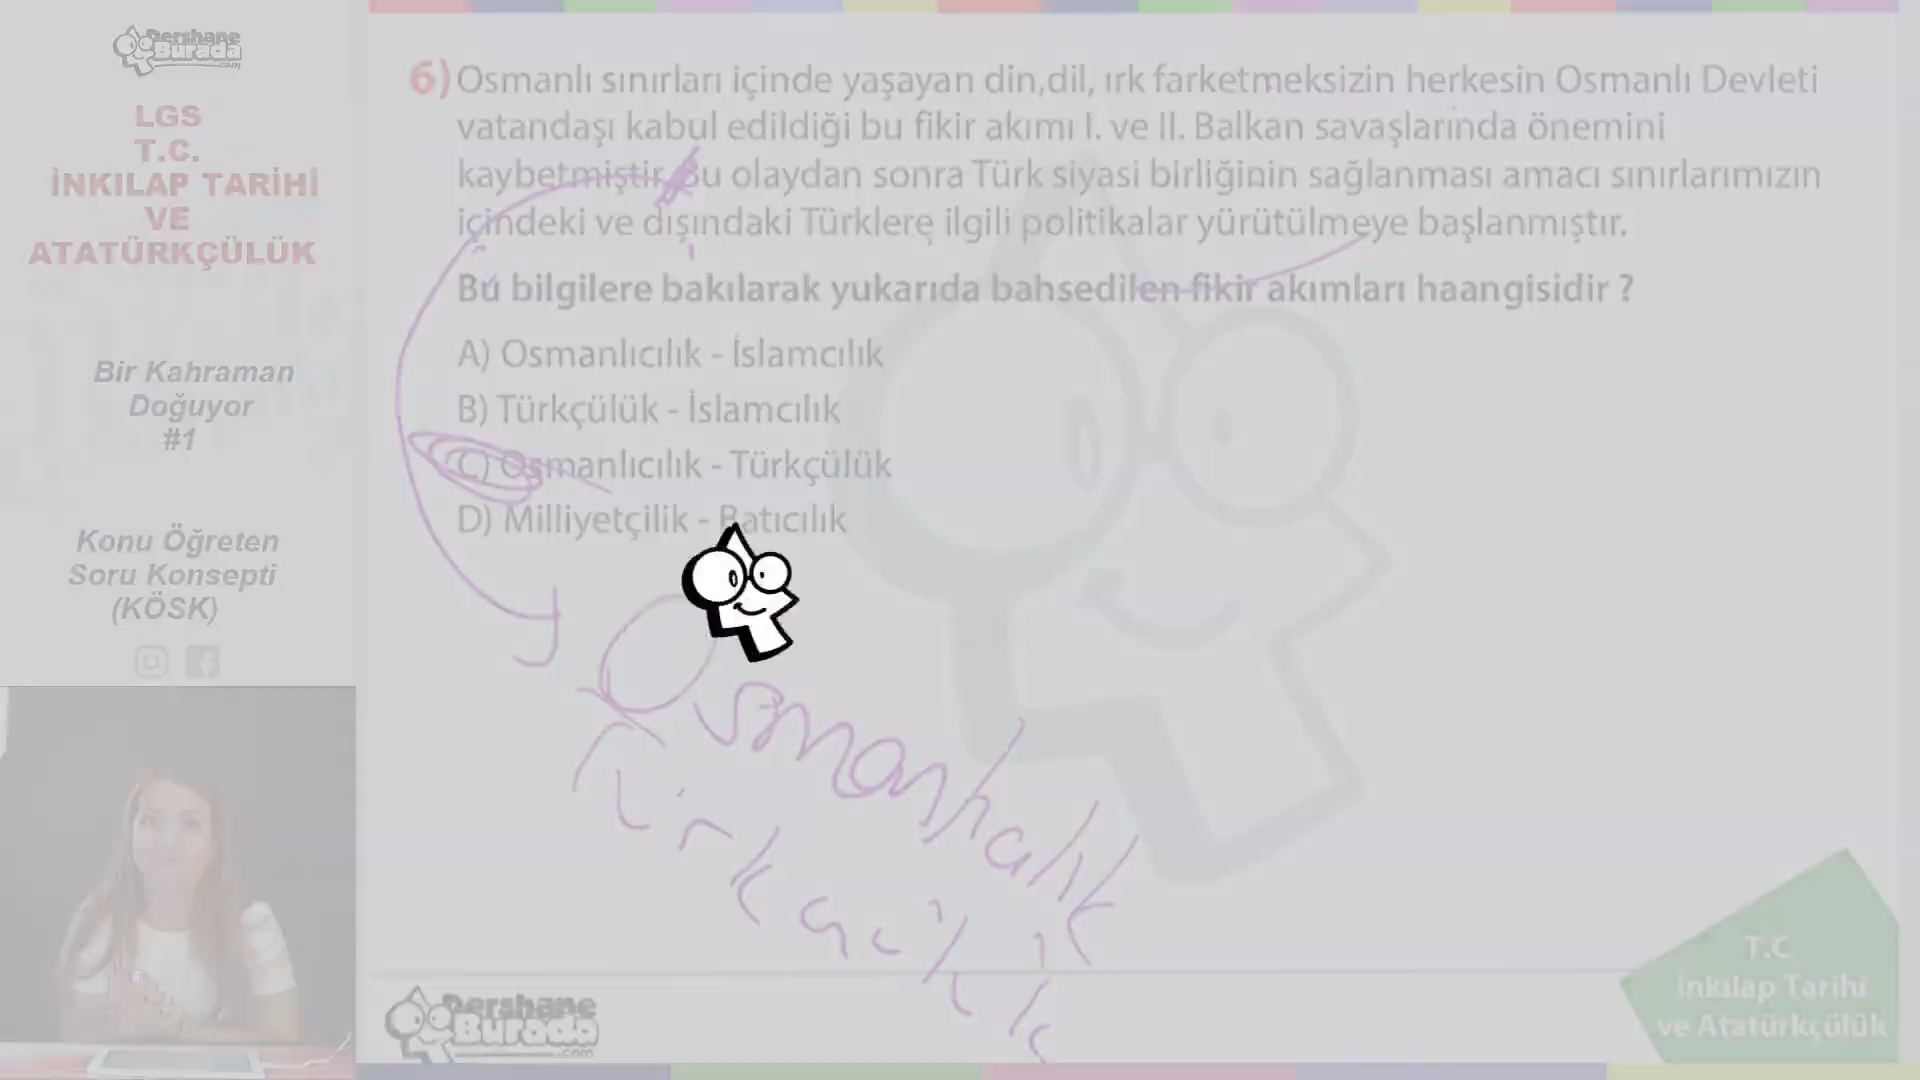 Dershane
Burada
.com
LGS
T.C.
İNKILAP TARİHİ
VE
ATATÜRKÇÜLÜK
Bir Kahraman
Doğuyor
#1
Konu Öğreten
Soru Konsepti
(KÖSK)
6) Osmanlı sınırları içinde yaşayan din,dil, ırk farketmeksizin herkesin Osmanlı Devleti
vatandaşı kabul edildiği bu fikir akımı I. ve II. Balkan savaşlarında önemini
kaybetmiştir. Bu olaydan sonra Türk siyasi birliğinin sağlanması amacı sınırlarımızın
içindeki ve dışındaki Türklere ilgili politikalar yürütülmeye başlanmıştır.
Bu bilgilere bakılarak yukarıda bahsedilen fikir akımları haangisidir ?
A) Osmanlıcılık - İslamcılık
B) Türkçülük - İslamcılık
C) Osmanlıcılık - Türkçülük
D) Milliyetçilik - Batıcılık
Dershane
Burada
.com
T.C
İnkılap Tarihi
ve Atatürkçülük